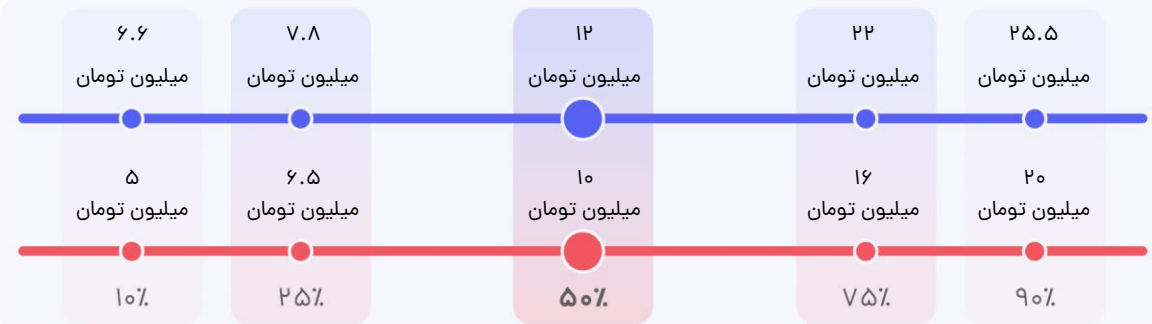 ۶.۶ ۷.۸ ۱۲ ۲۲ ۲۵.۵
میلیون تومان میلیون تومان میلیون تومان میلیون تومان میلیون تومان
۵ ۶.۵ ۱۰ ۱۶ ۲۰
میلیون تومان میلیون تومان میلیون تومان میلیون تومان میلیون تومان
۱۰٪ ۲۵٪ ۵۰٪ ۷۵٪ ۹۰٪